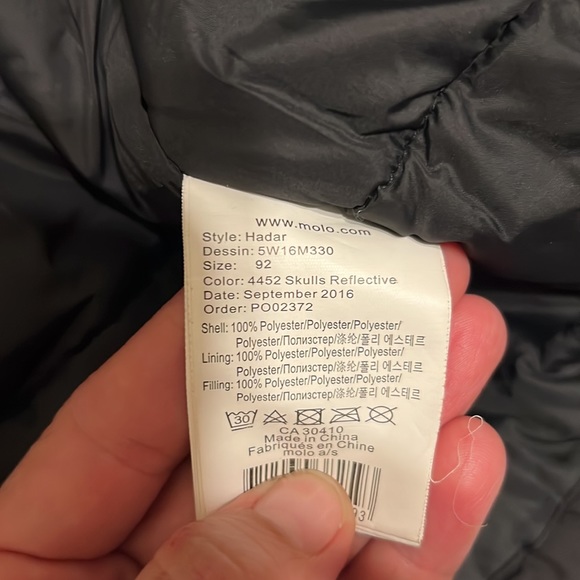 www.molo.com
Style: Hadar
Dessin: 5W16M330
Size: 92
Color: 4452 Skulls Reflective
Date: September 2016
Order: PO02372
Shell: 100% Polyester/Polyester/Polyester/
Polyester/Полиэстер/涤纶/폴리 에스테르
Lining: 100% Polyester/Polyester/Polyester/
Polyester/Полиэстер/涤纶/폴리 에스테르
Filling: 100% Polyester/Polyester/Polyester/
Polyester/Полиэстер/涤纶/폴리 에스테르
30
CA 30410
Made in China
Fabriqués en Chine
molo a/s
93